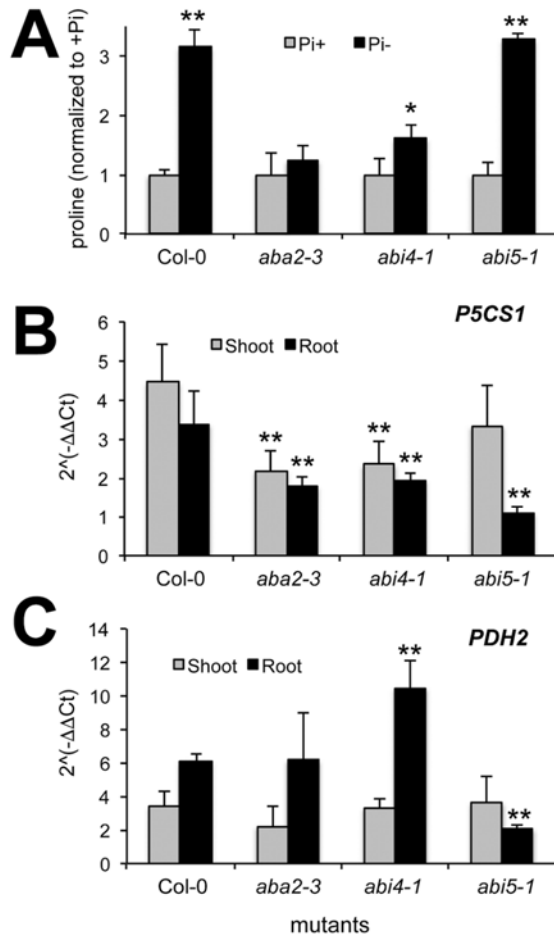 A
proline (normalized to +Pi)
Pi+ Pi-
3
2
1
0
** * **
Col-0 aba2-3 abi4-1 abi5-1
B
P5CS1
2^(-ΔΔCt)
Shoot Root
6
5
4
3
2
1
0
** ** ** ** **
Col-0 aba2-3 abi4-1 abi5-1
C
PDH2
2^(-ΔΔCt)
Shoot Root
14
12
10
8
6
4
2
0
** **
Col-0 aba2-3 abi4-1 abi5-1
mutants